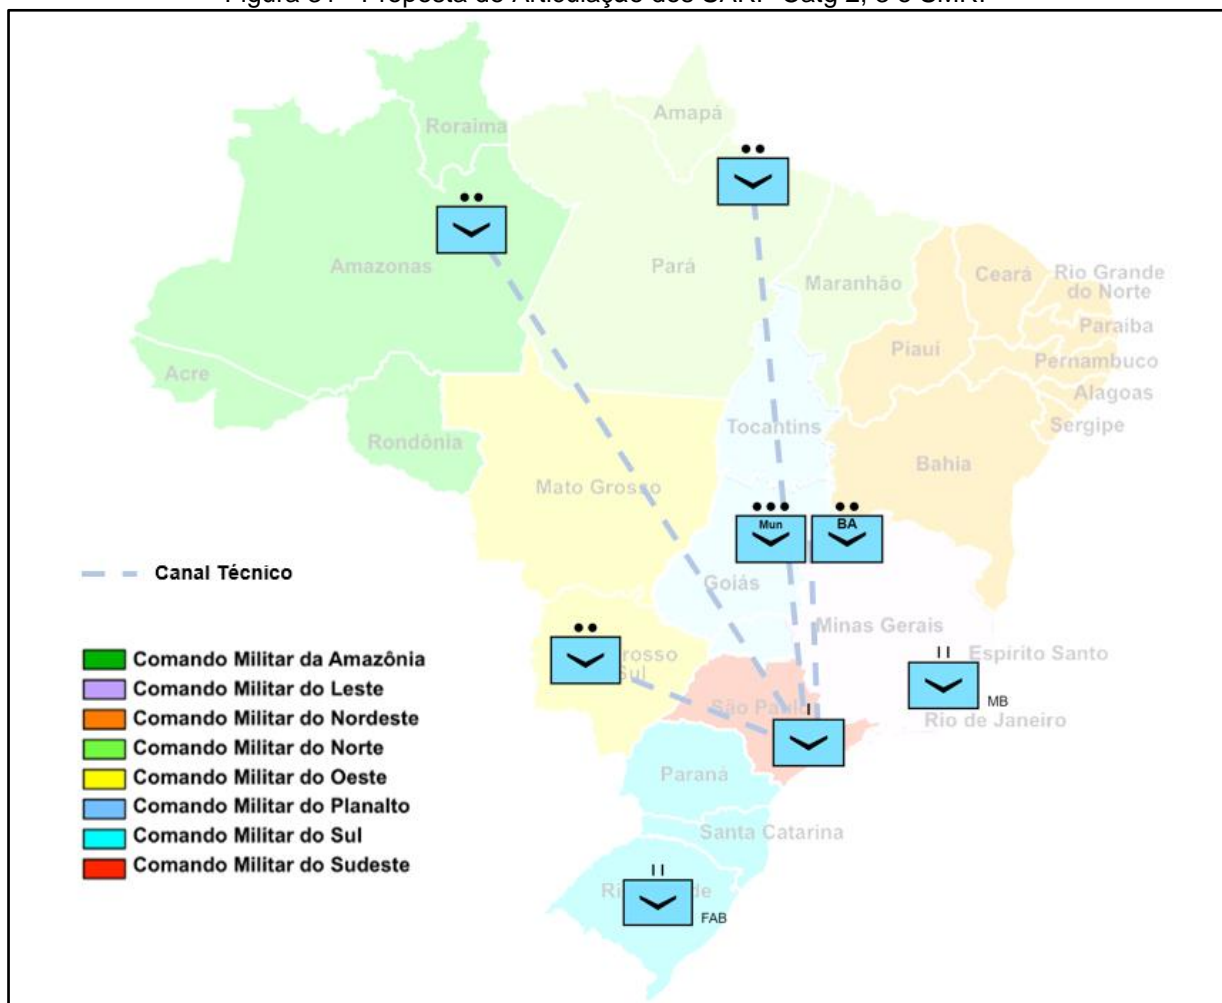 Roraima
Amapá
Amazonas
Pará
Maranhão
Ceará
Rio Grande
do Norte
Paraíba
Piauí
Pernambuco
Acre
Alagoas
Sergipe
Tocantins
Rondônia
Bahia
Mato Grosso
Mun
BA
Canal Técnico
Goiás
Minas Gerais
Espírito Santo
MB
Rio de Janeiro
São Paulo
Comando Militar da Amazônia
Comando Militar do Leste
Comando Militar do Nordeste
Comando Militar do Norte
Comando Militar do Oeste
Comando Militar do Planalto
Comando Militar do Sul
Comando Militar do Sudeste
Paraná
Santa Catarina
FAB